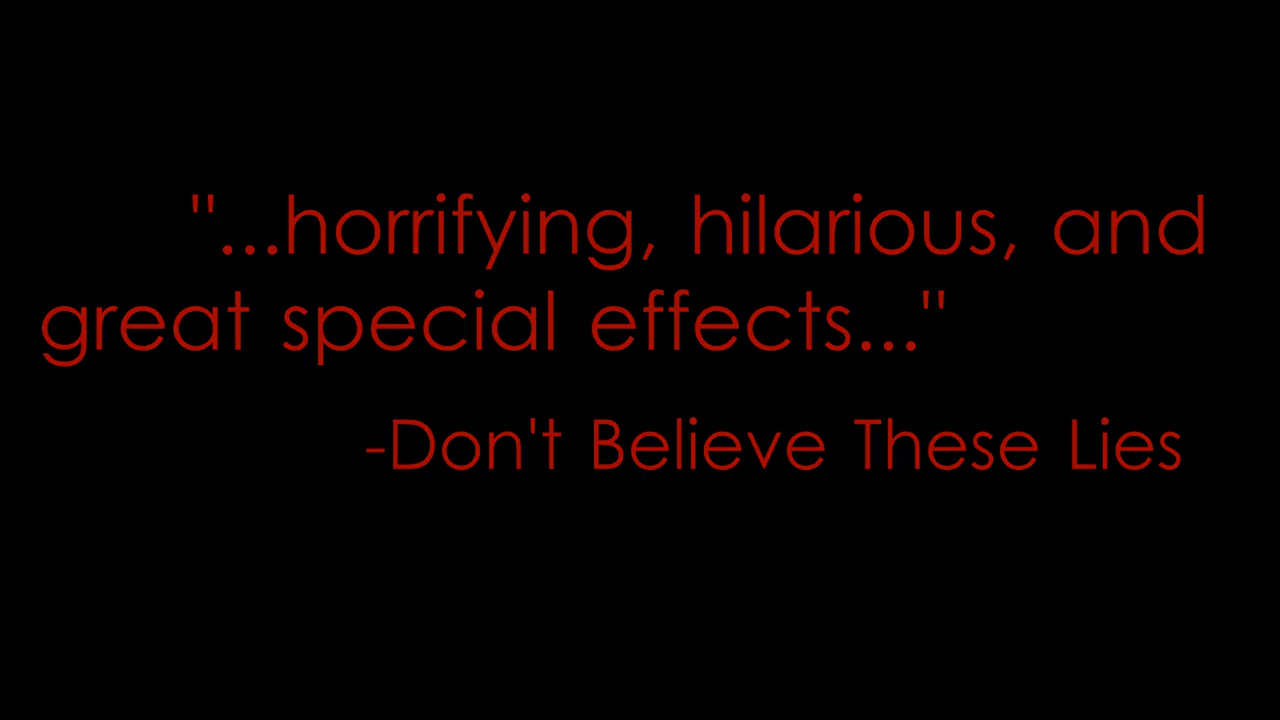 "...horrifying, hilarious, and
great special effects..."
-Don't Believe These Lies